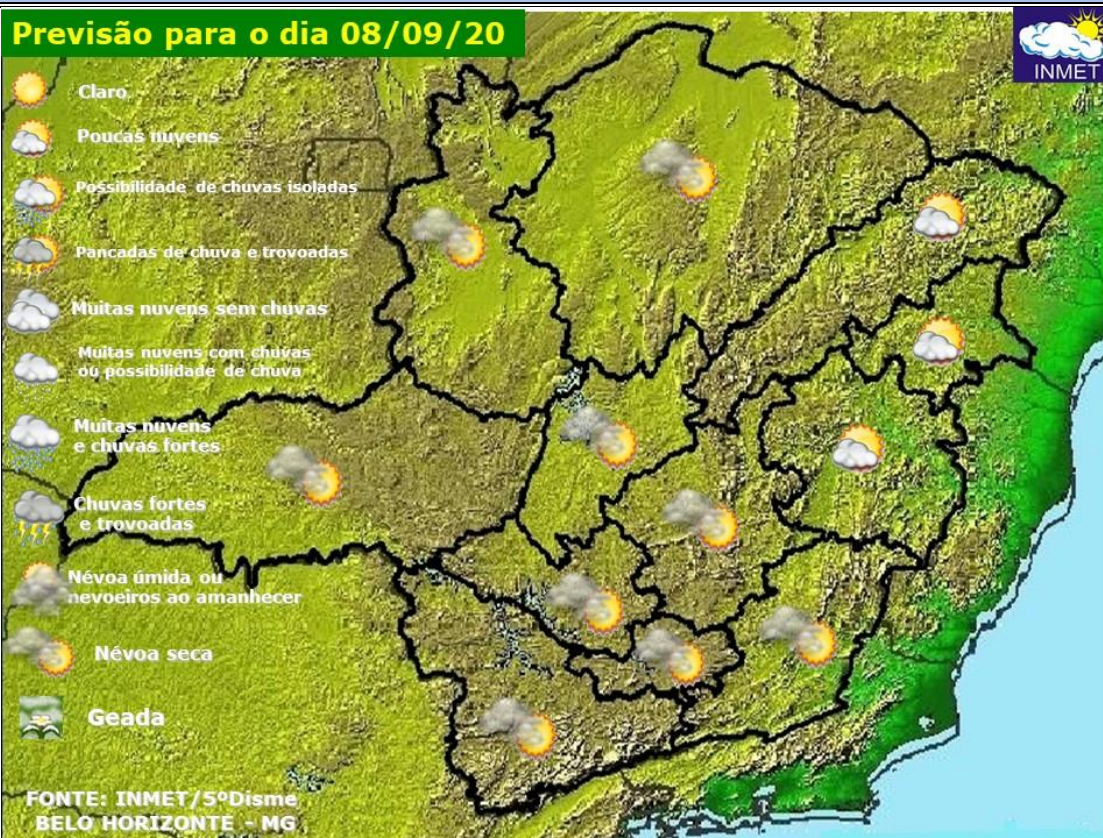 Previsão para o dia 08/09/20
INMET
Claro
Poucas nuvens
Possibilidade de chuvas isoladas
Pancadas de chuva e trovoadas
Muitas nuvens sem chuvas
Muitas nuvens com chuvas
ou possibilidade de chuva
Muitas nuvens
e chuvas fortes
Chuvas fortes
e trovoadas
Névoa úmida ou
nevoeiros ao amanhecer
Névoa seca
Geada
FONTE: INMET/5ºDisme
BELO HORIZONTE - MG